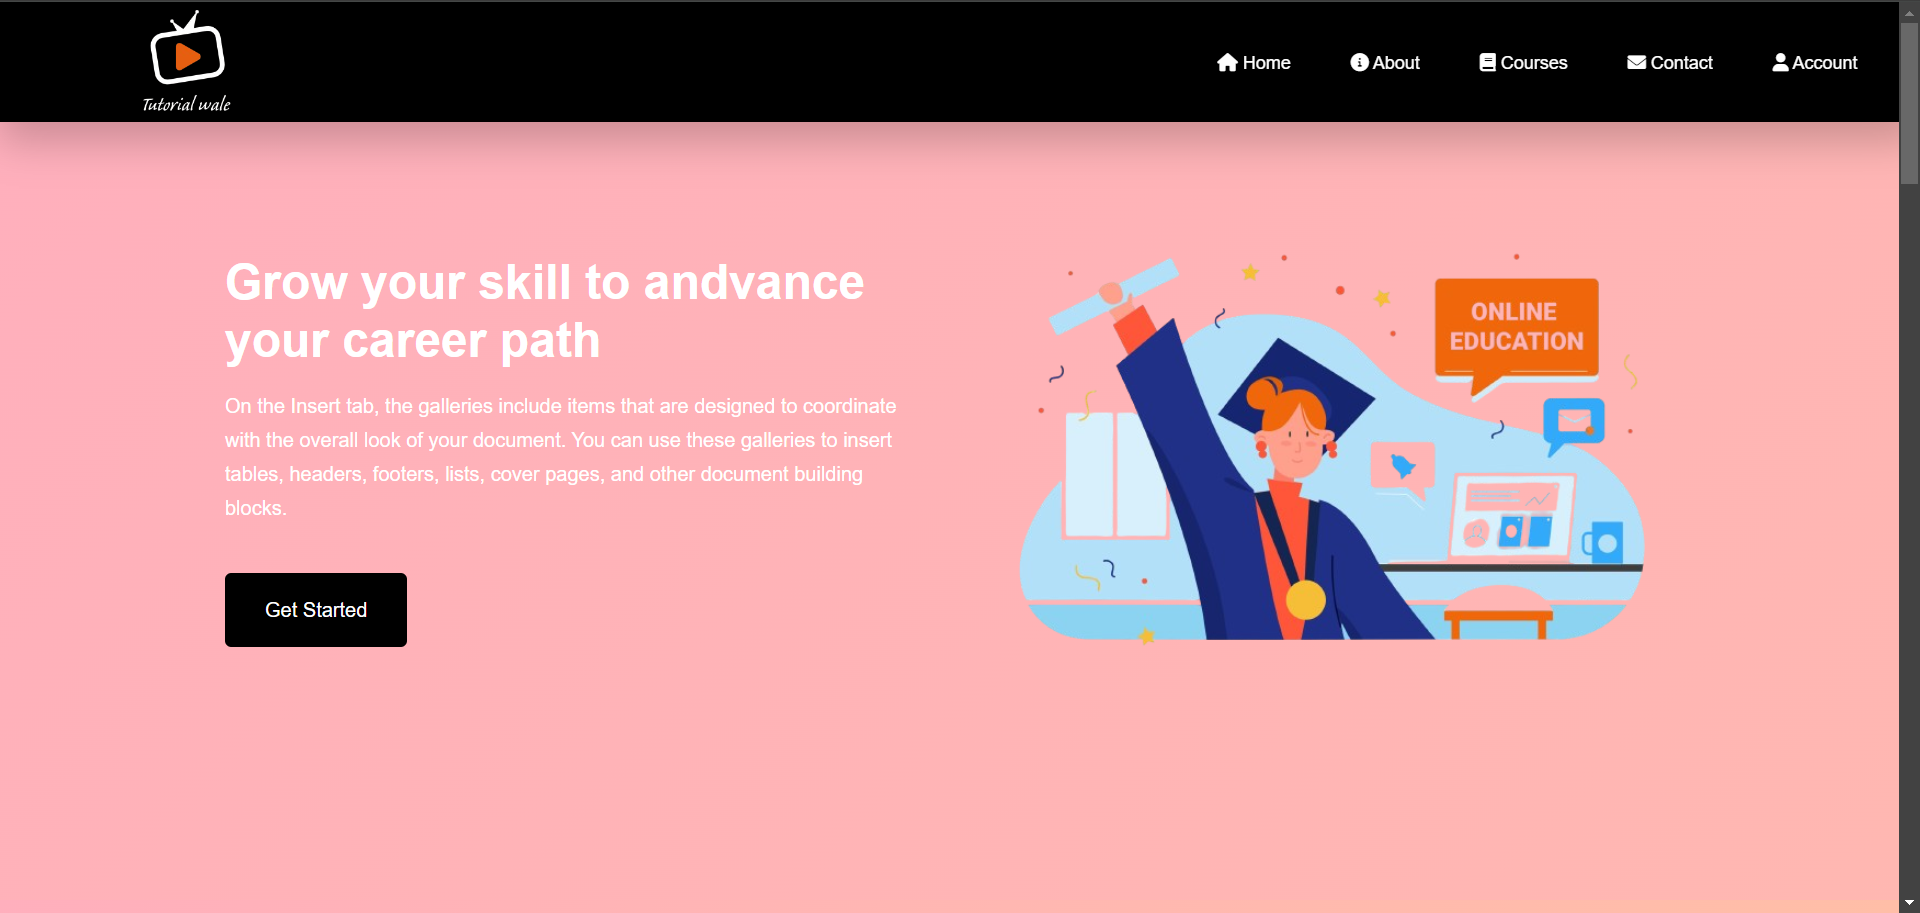 Tutorial wale
Home
About
Courses
Contact
Account
Grow your skill to andvance
your career path
On the Insert tab, the galleries include items that are designed to coordinate
with the overall look of your document. You can use these galleries to insert
tables, headers, footers, lists, cover pages, and other document building
blocks.
Get Started
ONLINE
EDUCATION